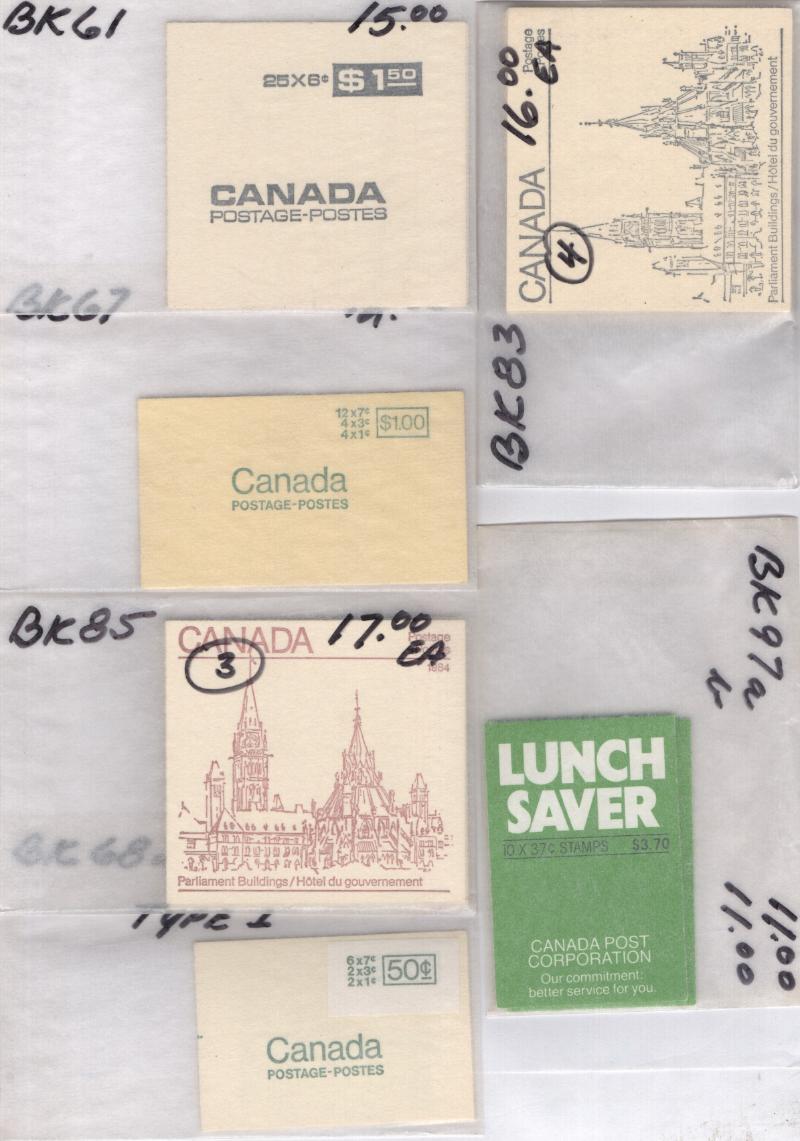 BK61 15.00
25X6¢ $1.50
CANADA
POSTAGE-POSTES
BK67
12x7¢
4x3¢
4x1¢
$1.00
Canada
POSTAGE-POSTES
BK85 17.00
EA
3
CANADA
Postage
1984
Parliament Buildings / Hôtel du gouvernement
BK68
TYPE I
6x7¢
2x3¢
2x1¢
50¢
Canada
POSTAGE-POSTES
16.00
EA
4
CANADA
Postage
Parliament Buildings / Hôtel du gouvernement
BK83
BK97a
b
11.00
11.00
LUNCH
SAVER
10 X 37¢ STAMPS $3.70
CANADA POST
CORPORATION
Our commitment:
better service for you.